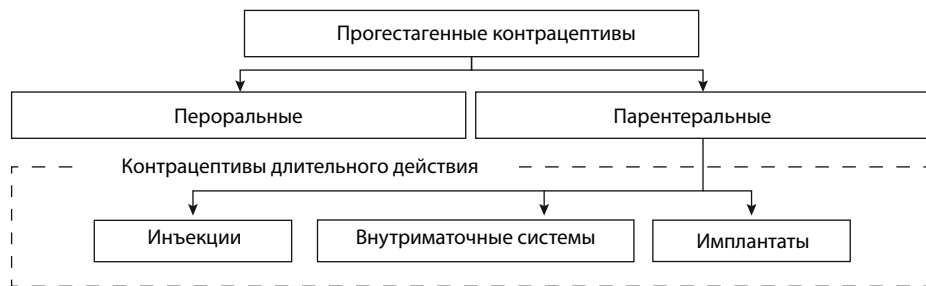 Прогестагенные контрацептивы
Пероральные
Парентеральные
Контрацептивы длительного действия
Инъекции
Внутриматочные системы
Имплантаты